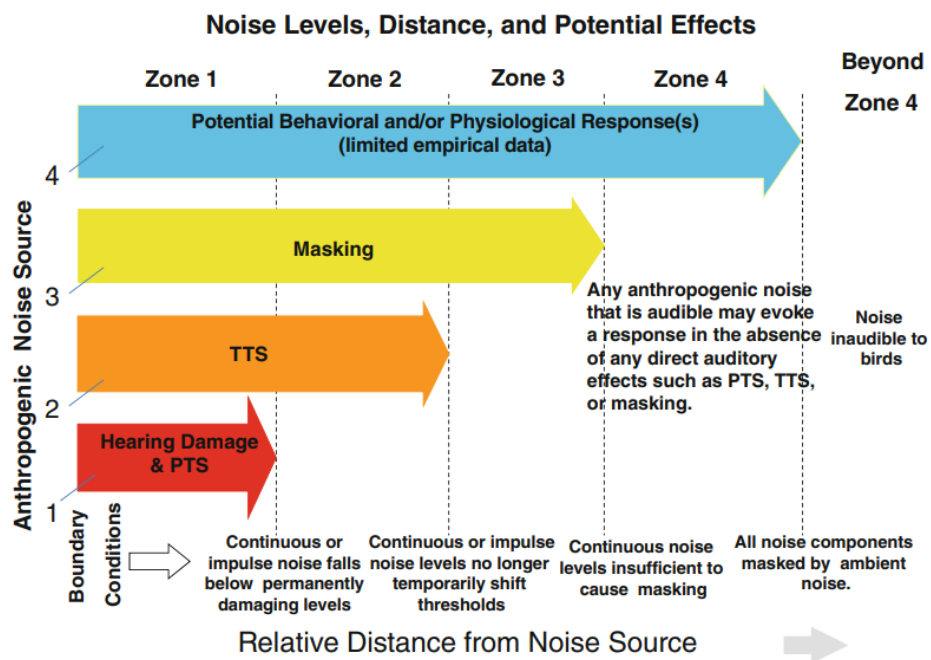 Noise Levels, Distance, and Potential Effects
Zone 1
Zone 2
Zone 3
Zone 4
Beyond
Zone 4
Potential Behavioral and/or Physiological Response(s)
(limited empirical data)
4
Masking
3
Any anthropogenic noise
that is audible may evoke
a response in the absence
of any direct auditory
effects such as PTS, TTS,
or masking.
Noise
inaudible to
birds
TTS
2
Hearing Damage
& PTS
1
Anthropogenic Noise Source
Boundary
Conditions
Continuous or
impulse noise falls
below permanently
damaging levels
Continuous or impulse
noise levels no longer
temporarily shift
thresholds
Continuous noise
levels insufficient to
cause masking
All noise components
masked by ambient
noise.
Relative Distance from Noise Source